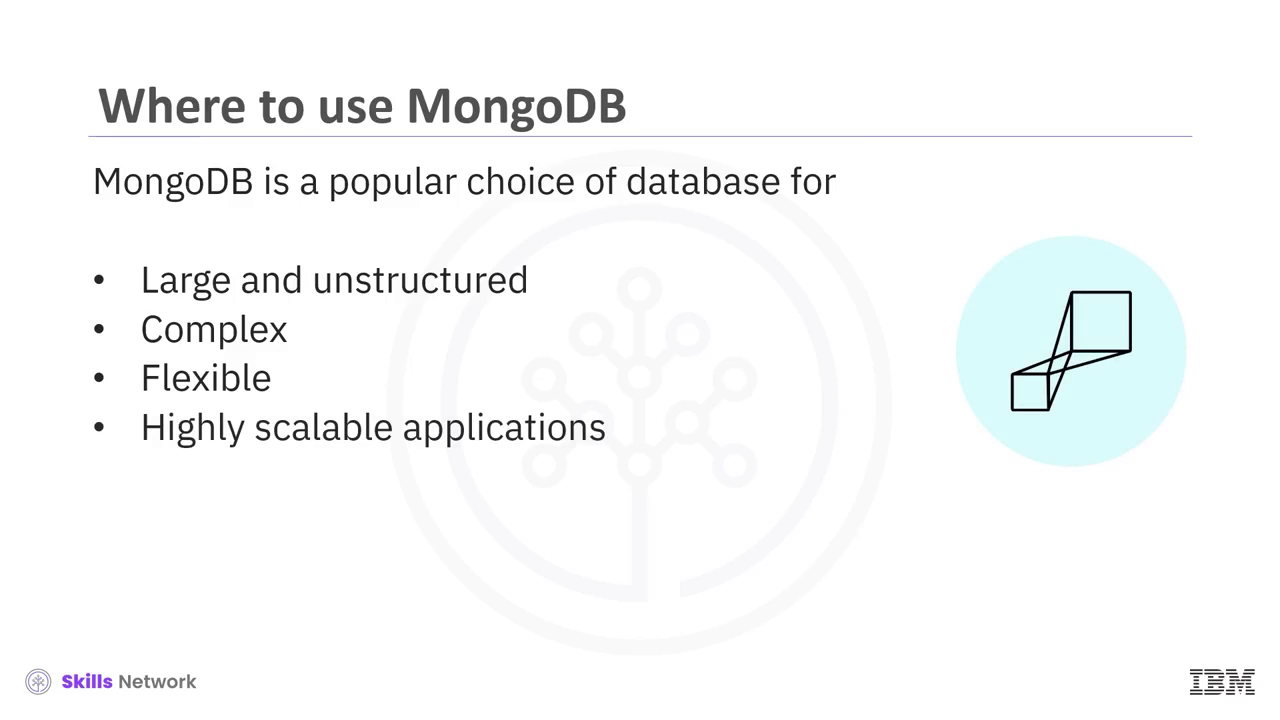 Where to use MongoDB
MongoDB is a popular choice of database for
• Large and unstructured
• Complex
• Flexible
• Highly scalable applications
Skills Network
IBM